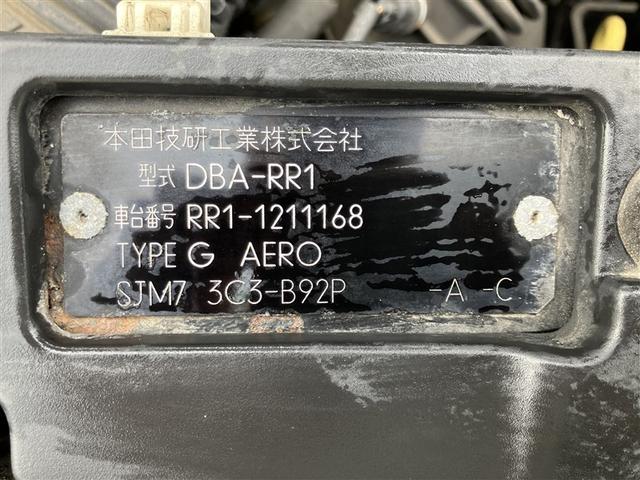 本田技研工業株式会社
型式 DBA-RR1
車台番号 RR1-1211168
TYPE G AERO
SJM7 3C3-B92P -A -C